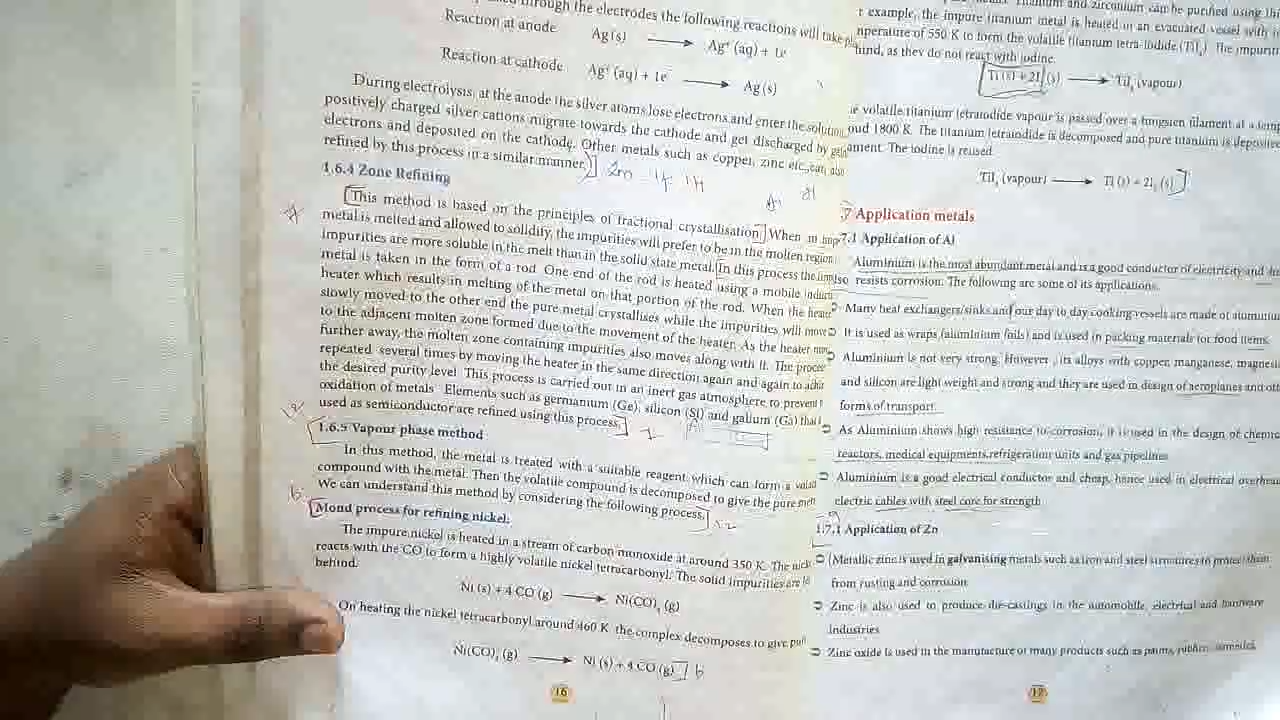 through the electrodes the following reactions will take
Reaction at anode Ag (s) ⟶ Ag⁺ (aq) + 1e⁻
Reaction at cathode Ag⁺ (aq) + 1e⁻ ⟶ Ag (s)
During electrolysis, at the anode the silver atoms lose electrons and enter the solution.
positively charged silver cations migrate towards the cathode and get discharged by
electrons and deposited on the cathode. Other metals such as copper, zinc etc., can also
refined by this process in a similar manner.
1.6.4 Zone Refining
This method is based on the principles of fractional crystallisation. When
metal is melted and allowed to solidify, the impurities will prefer to be in the molten region.
impurities are more soluble in the melt than in the solid state metal. In this process the
metal is taken in the form of a rod. One end of the rod is heated using a mobile
heater which results in melting of the metal on that portion of the rod. When the heater
slowly moved to the other end the pure metal crystallises while the impurities will move
to the adjacent molten zone formed due to the movement of the heater. As the heater
further away, the molten zone containing impurities also moves along with it. The
repeated several times by moving the heater in the same direction again and again to
the desired purity level. This process is carried out in an inert gas atmosphere to prevent
oxidation of metals. Elements such as germanium (Ge), silicon (Si) and galium (Ga) that
used as semiconductor are refined using this process.
1.6.5 Vapour phase method
In this method, the metal is treated with a suitable reagent which can form a
compound with the metal. Then the volatile compound is decomposed to give the pure
We can understand this method by considering the following process.
Mond process for refining nickel:
The impure nickel is heated in a stream of carbon monoxide at around 350 K. The
reacts with the CO to form a highly volatile nickel tetracarbonyl. The solid impurities are
behind.
Ni (s) + 4 CO (g) ⟶ Ni(CO)₄ (g)
On heating the nickel tetracarbonyl around 460 K, the complex decomposes to give
Ni(CO)₄ (g) ⟶ Ni (s) + 4 CO (g)
16
and zirconium can be purified using
example, the impure titanium metal is heated in an evacuated vessel with
temperature of 550 K to form the volatile titanium tetra-iodide (TiI₄). The
as they do not react with iodine.
Ti (s) + 2I₂ (s) ⟶ TiI₄ (vapour)
volatile titanium tetraiodide vapour is passed over a tungsten filament at a
1800 K. The titanium tetraiodide is decomposed and pure titanium is
The iodine is reused.
TiI₄ (vapour) ⟶ Ti (s) + 2I₂ (s)
.7 Application metals
7.1 Application of Al
Aluminium is the most abundant metal and is a good conductor of electricity and
resists corrosion. The following are some of its applications.
Many heat exchangers/sinks and our day to day cooking vessels are made of
It is used as wraps (aluminium foils) and is used in packing materials for food items,
Aluminium is not very strong, However , its alloys with copper, manganese,
and silicon are light weight and strong and they are used in design of aeroplanes and
forms of transport.
As Aluminium shows high resistance to corrosion, it is used in the design of
reactors, medical equipments,refrigeration units and gas pipelines.
Aluminium is a good electrical conductor and cheap, hence used in electrical
electric cables with steel core for strength.
1.7.1 Application of Zn
Metallic zinc is used in galvanising metals such as iron and steel structures to protect them
from rusting and corrosion.
Zinc is also used to produce die-castings in the automobile, electrical and hardware
industries
Zinc oxide is used in the manufacture of many products such as paints, rubber, cosmetics,
17